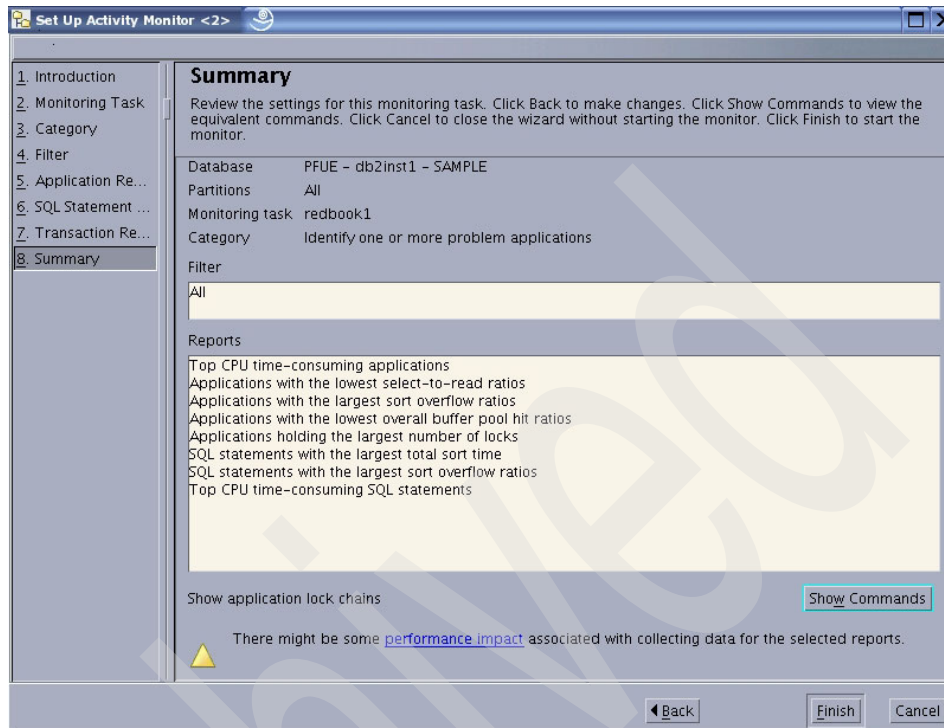 Set Up Activity Monitor <2>
1. Introduction
2. Monitoring Task
3. Category
4. Filter
5. Application Re...
6. SQL Statement ...
7. Transaction Re...
8. Summary
Summary
Review the settings for this monitoring task. Click Back to make changes. Click Show Commands to view the
equivalent commands. Click Cancel to close the wizard without starting the monitor. Click Finish to start the
monitor.
Database PFUE - db2inst1 - SAMPLE
Partitions All
Monitoring task redbook1
Category Identify one or more problem applications
Filter
All
Reports
Top CPU time-consuming applications
Applications with the lowest select-to-read ratios
Applications with the largest sort overflow ratios
Applications with the lowest overall buffer pool hit ratios
Applications holding the largest number of locks
SQL statements with the largest total sort time
SQL statements with the largest sort overflow ratios
Top CPU time-consuming SQL statements
Show application lock chains
Show Commands
There might be some performance impact associated with collecting data for the selected reports.
Back
Finish
Cancel